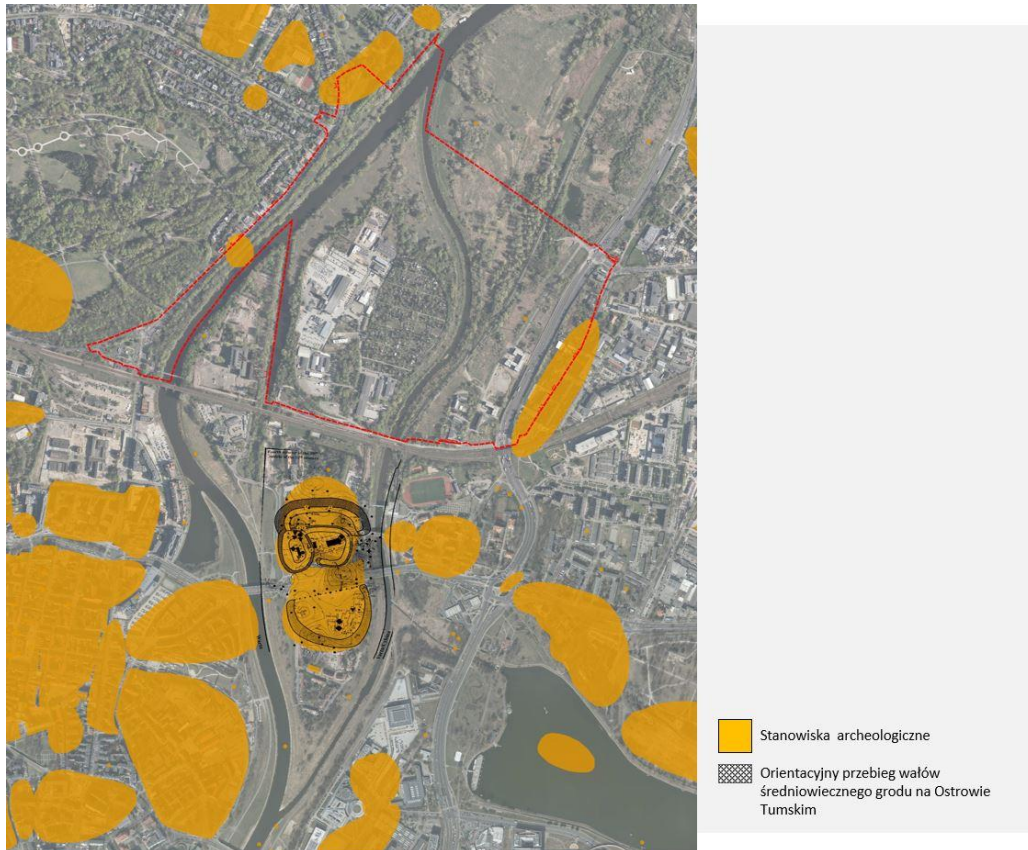 Stanowiska archeologiczne
Orientacyjny przebieg wałów
średniowiecznego grodu na Ostrowie
Tumskim